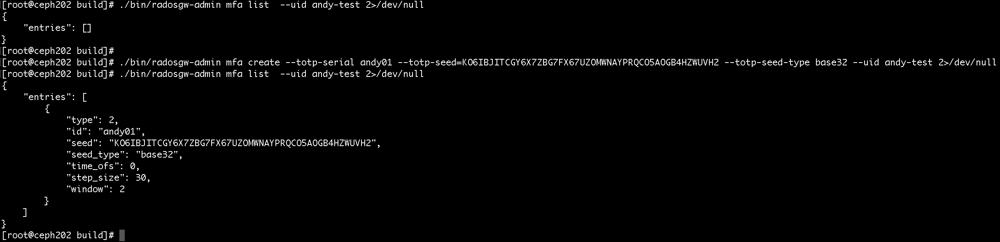 [root@ceph202 build]# ./bin/radosgw-admin mfa list  --uid andy-test 2>/dev/null
{
    "entries": []
}
[root@ceph202 build]#
[root@ceph202 build]# ./bin/radosgw-admin mfa create --totp-serial andy01 --totp-seed=KO6IBJITCGY6X7ZBG7FX67UZOMWNAYPRQCO5AOGB4HZWUVH2 --totp-seed-type base32 --uid andy-test 2>/dev/null
[root@ceph202 build]# ./bin/radosgw-admin mfa list  --uid andy-test 2>/dev/null
{
    "entries": [
        {
            "type": 2,
            "id": "andy01",
            "seed": "KO6IBJITCGY6X7ZBG7FX67UZOMWNAYPRQCO5AOGB4HZWUVH2",
            "seed_type": "base32",
            "time_ofs": 0,
            "step_size": 30,
            "window": 2
        }
    ]
}
[root@ceph202 build]#